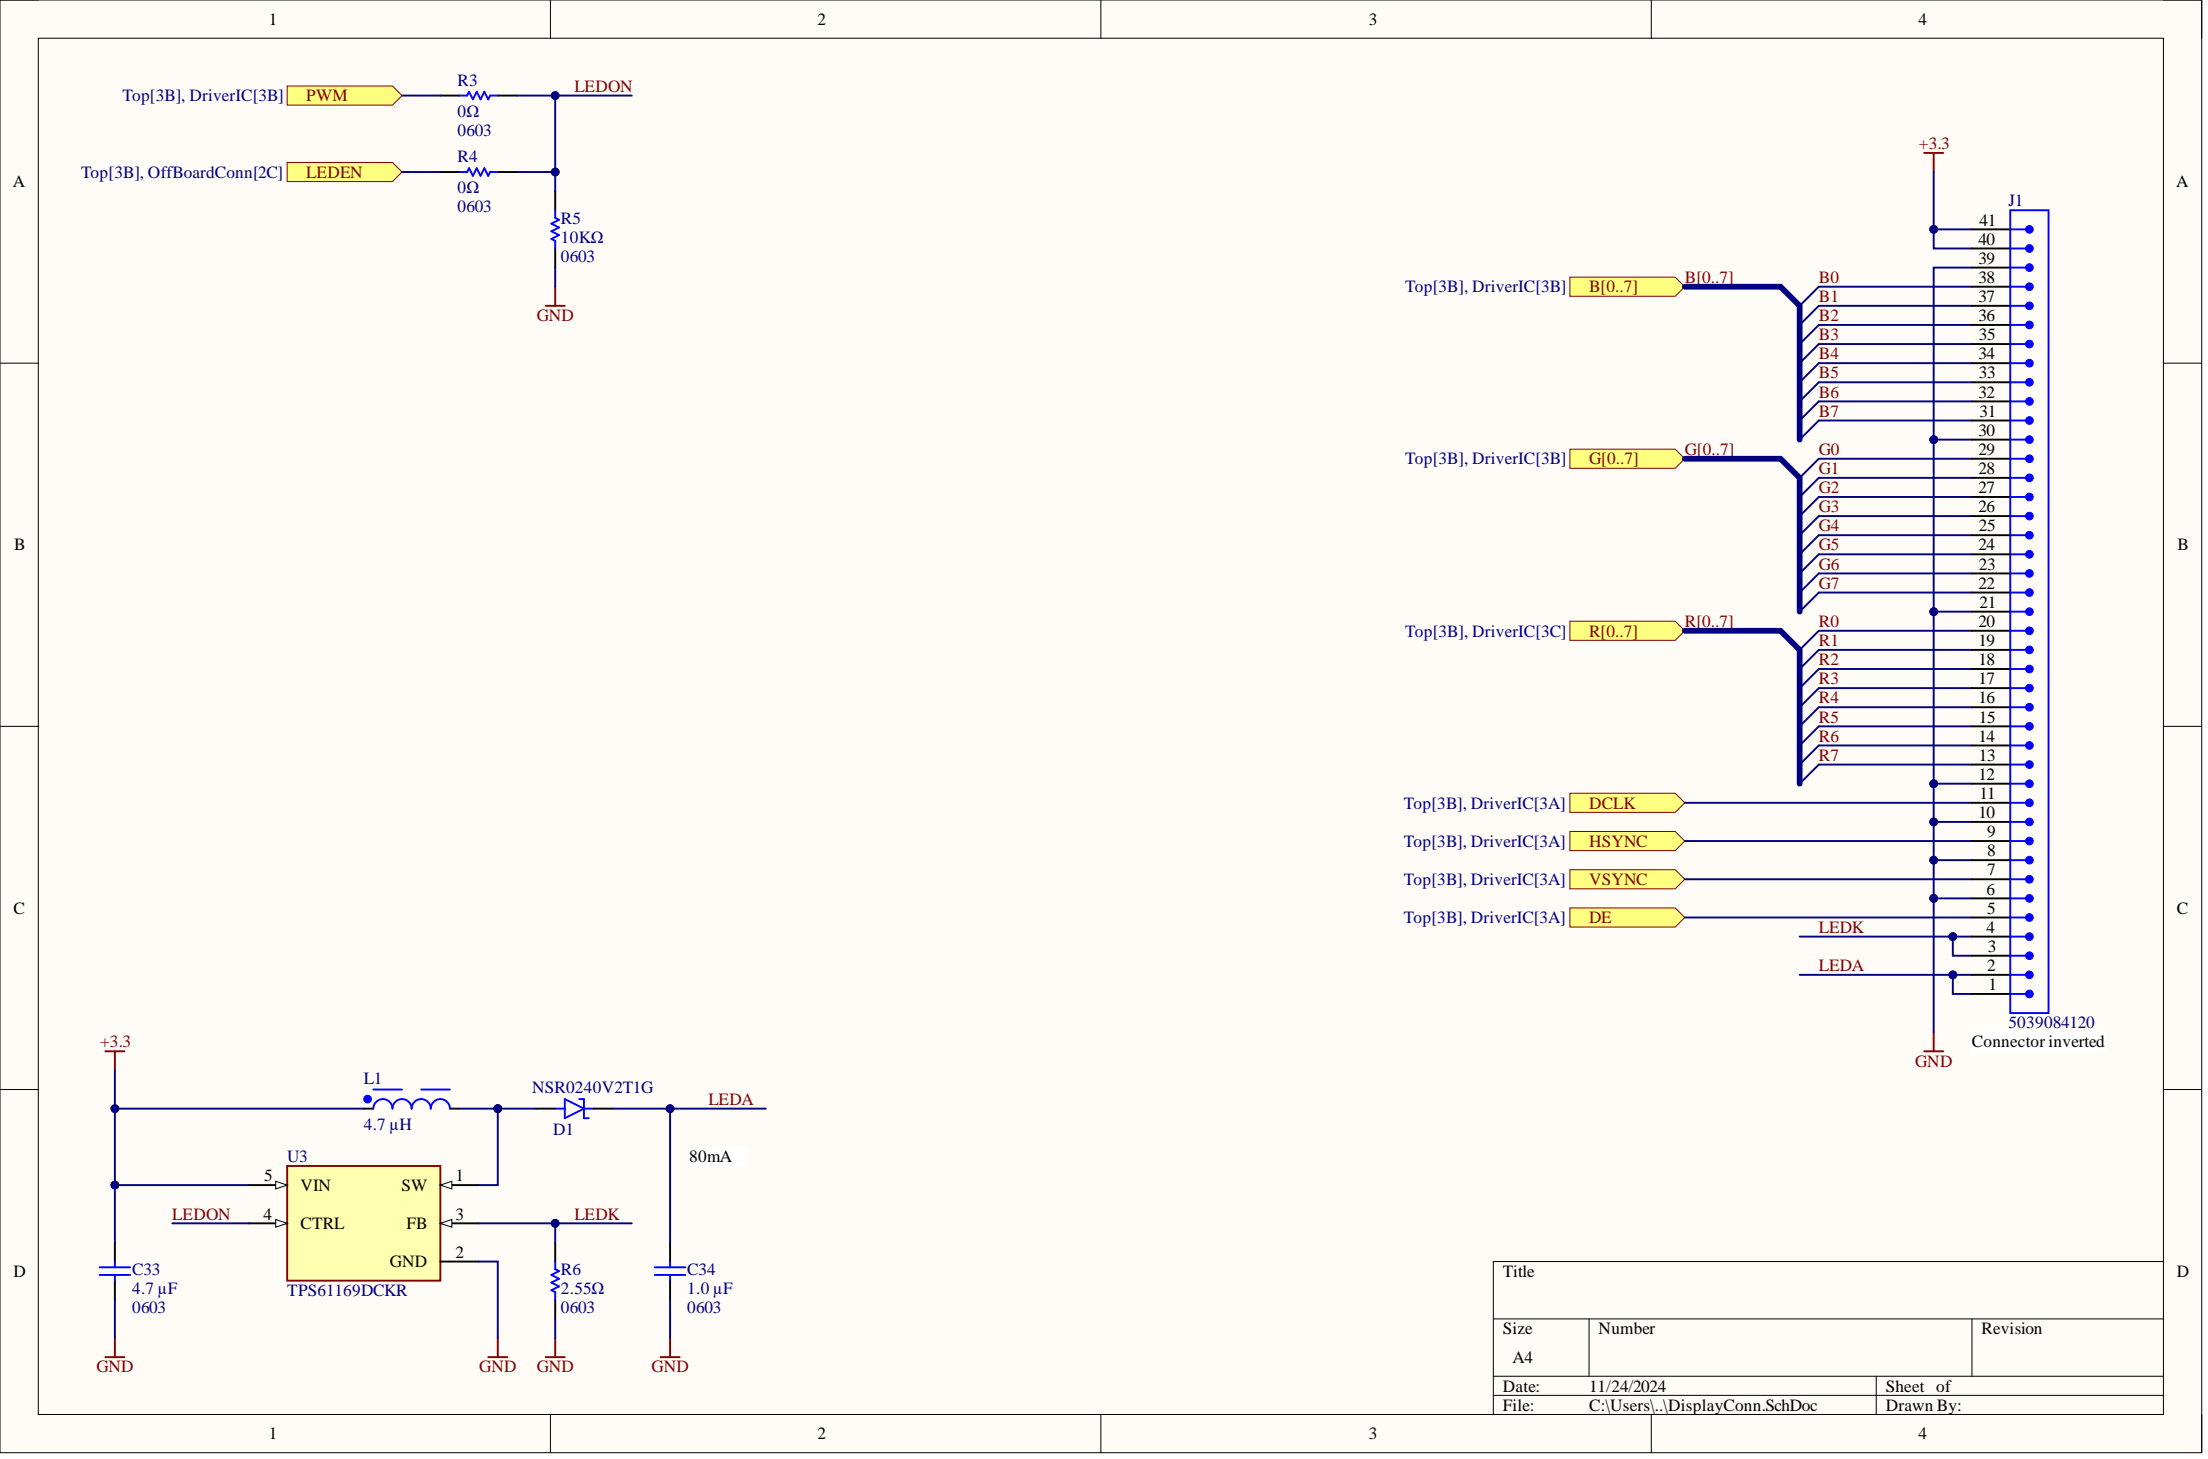 1 2 3 4
A
B
C
D
Top[3B], DriverIC[3B] PWM
R3
0Ω
0603
LEDON
Top[3B], OffBoardConn[2C] LEDEN
R4
0Ω
0603
R5
10KΩ
0603
GND
+3.3
J1
41
40
39
Top[3B], DriverIC[3B] B[0..7] B[0..7]
B0 38
B1 37
B2 36
B3 35
B4 34
B5 33
B6 32
B7 31
30
Top[3B], DriverIC[3B] G[0..7] G[0..7]
G0 29
G1 28
G2 27
G3 26
G4 25
G5 24
G6 23
G7 22
21
Top[3B], DriverIC[3C] R[0..7] R[0..7]
R0 20
R1 19
R2 18
R3 17
R4 16
R5 15
R6 14
R7 13
12
Top[3B], DriverIC[3A] DCLK 11
10
Top[3B], DriverIC[3A] HSYNC 9
8
Top[3B], DriverIC[3A] VSYNC 7
6
Top[3B], DriverIC[3A] DE 5
LEDK 4
3
LEDA 2
1
5039084120
Connector inverted
GND
+3.3
L1
4.7 µH
NSR0240V2T1G
D1
LEDA
80mA
U3
5 VIN SW 1
LEDON 4 CTRL FB 3 LEDK
GND 2
TPS61169DCKR
C33
4.7 µF
0603
R6
2.55Ω
0603
C34
1.0 µF
0603
GND GND GND GND
Title
Size Number Revision
A4
Date: 11/24/2024 Sheet of
File: C:\Users\..\DisplayConn.SchDoc Drawn By:
A
B
C
D
1 2 3 4